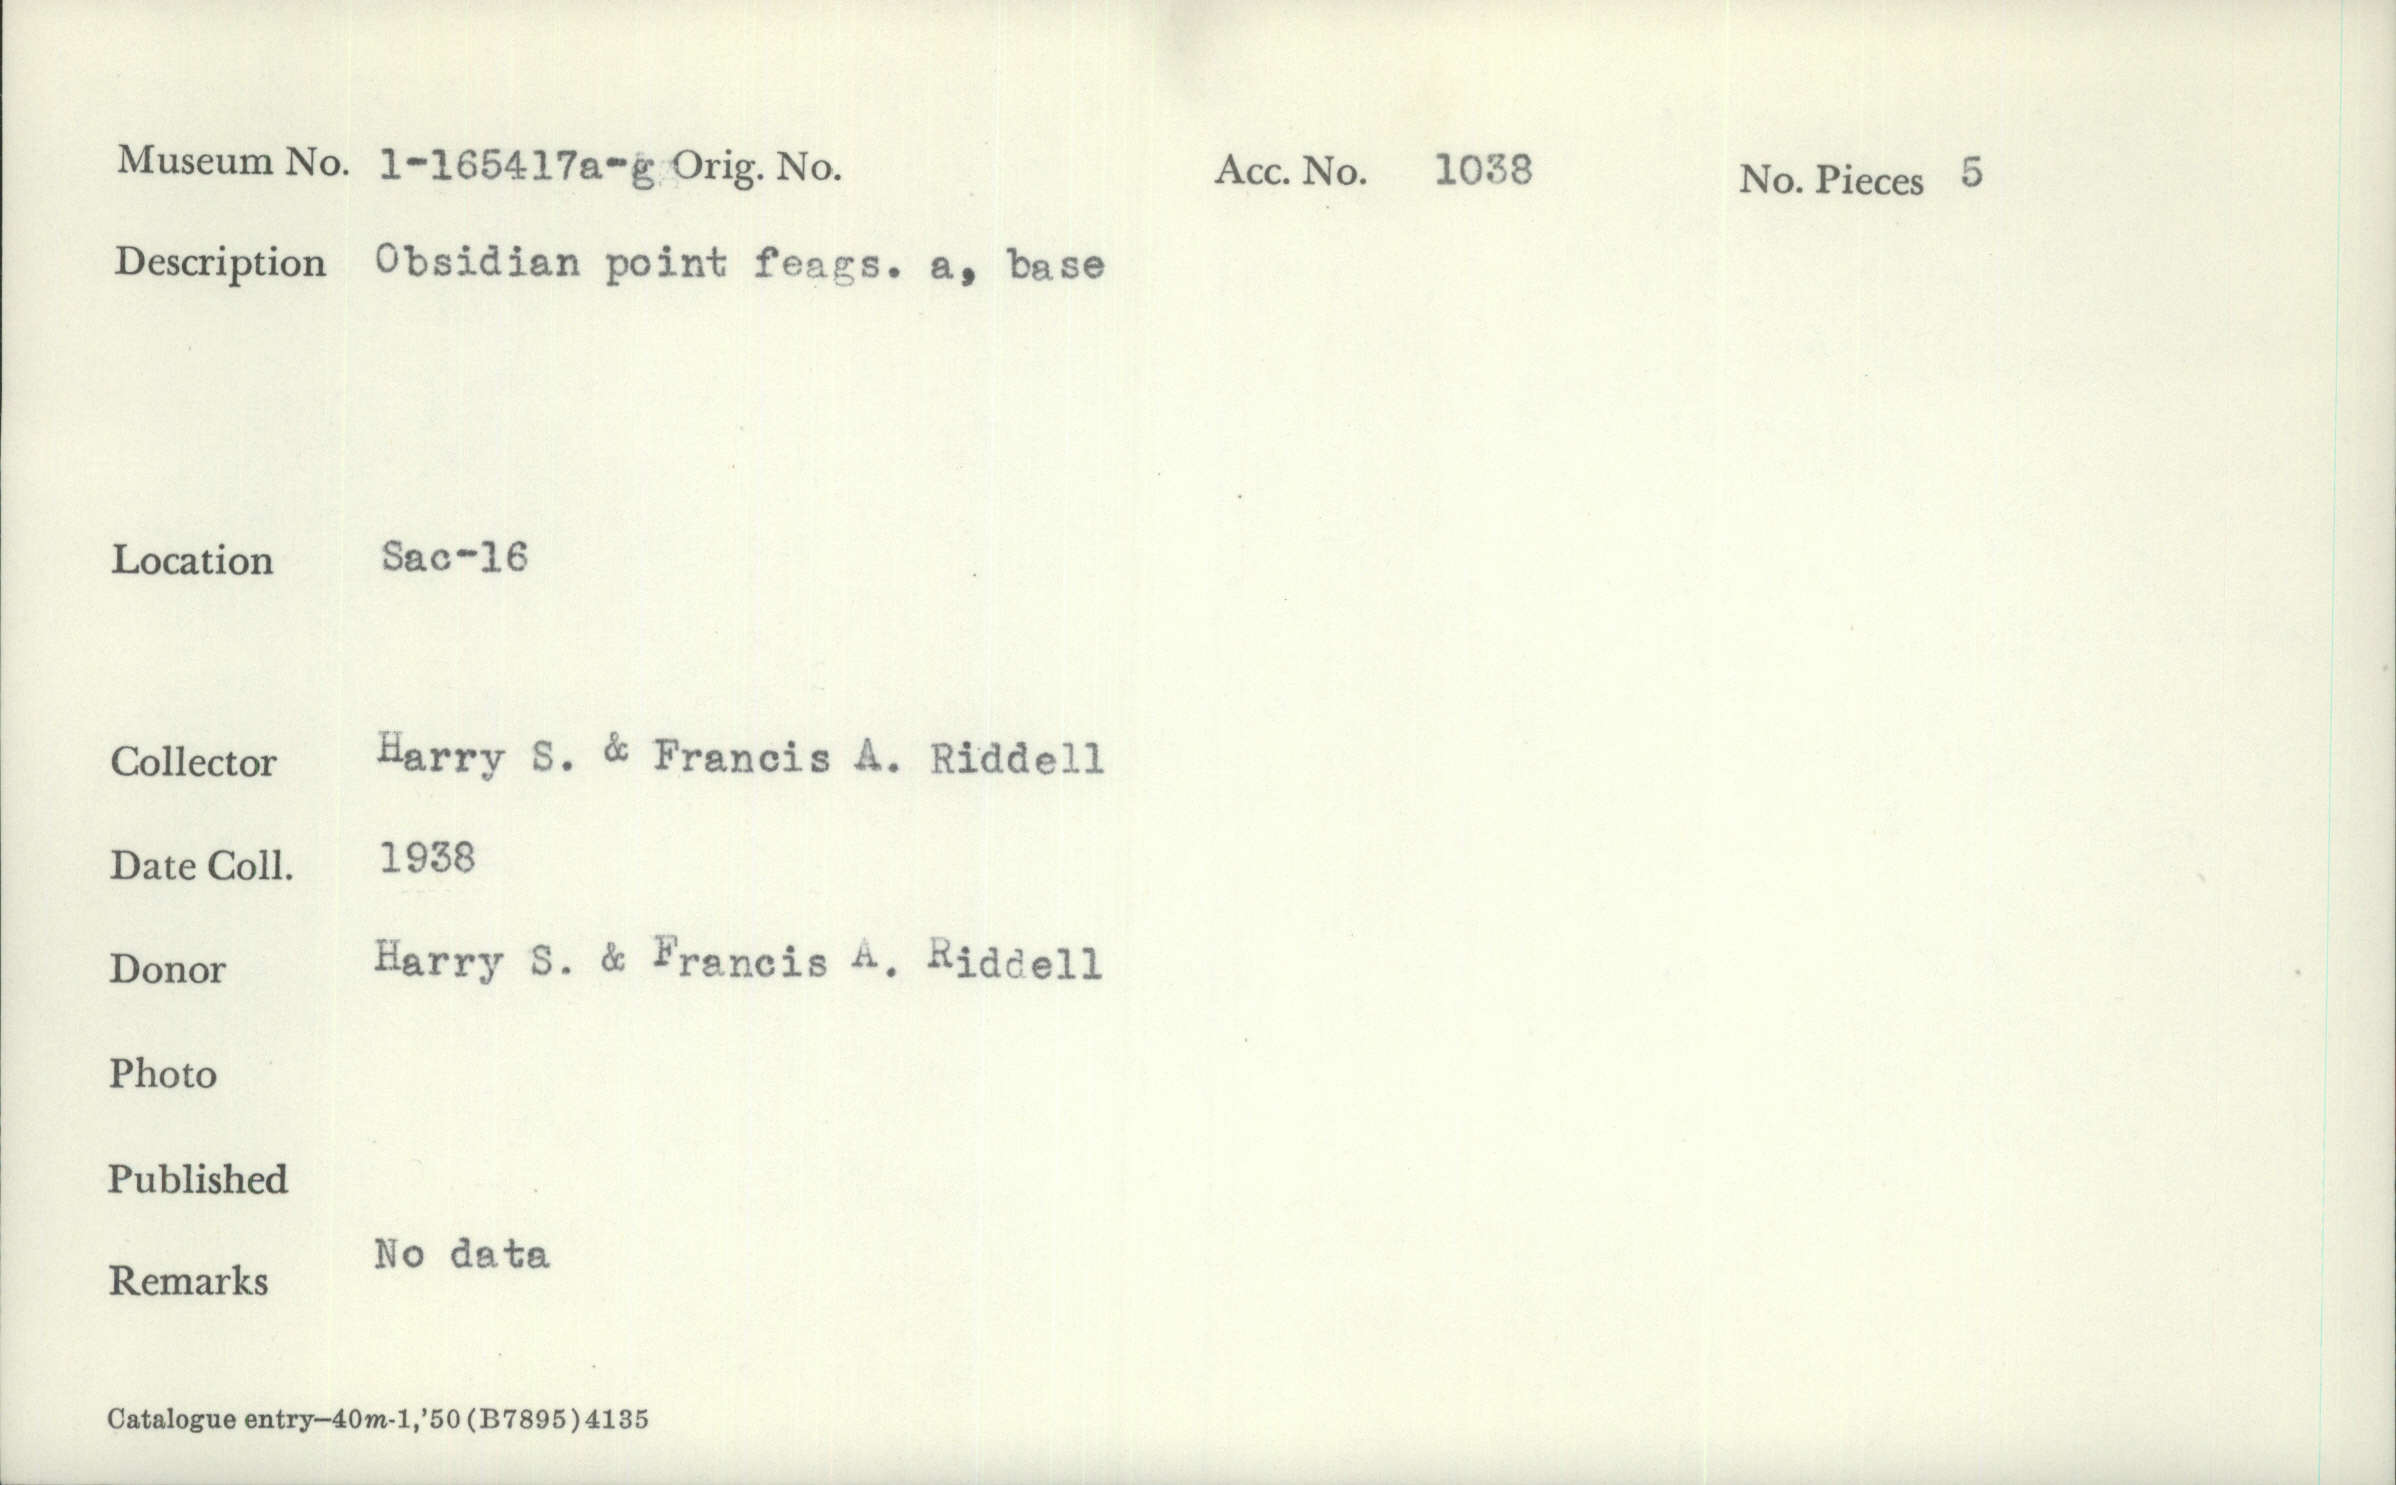 Museum No. 1-165417a-g Orig. No. Acc. No. 1038 No. Pieces 5
Description Obsidian point feags. a, base
Location Sac-16
Collector Harry S. & Francis A. Riddell
Date Coll. 1938
Donor Harry S. & Francis A. Riddell
Photo
Published
Remarks No data
Catalogue entry—40m-1,'50 (B7895) 4135